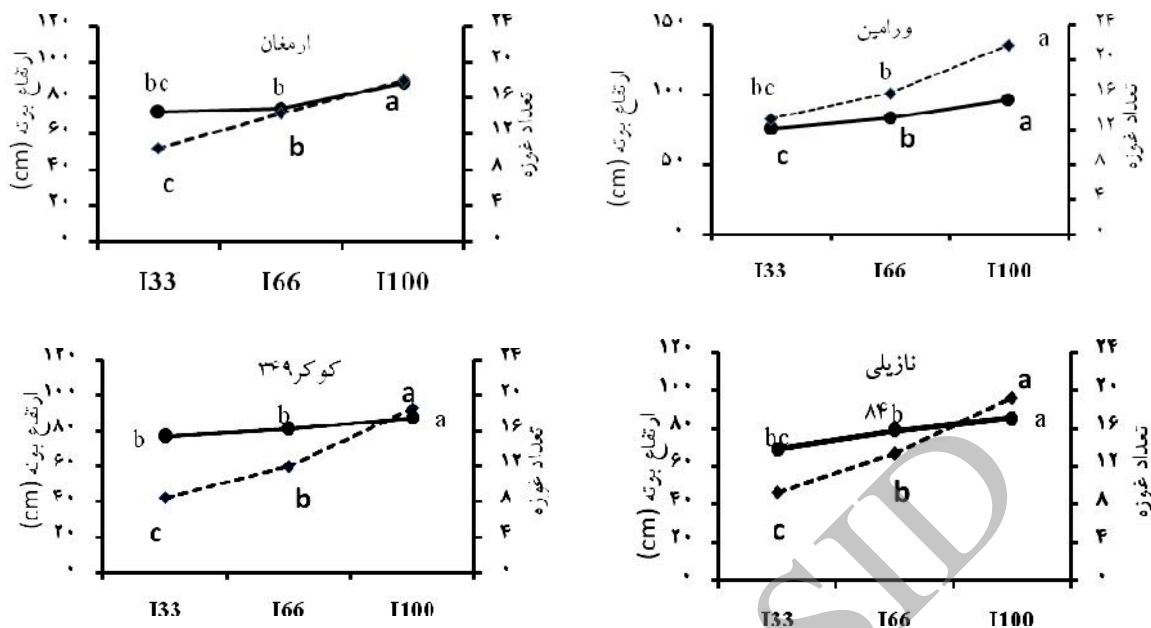 ارمغان
ارتفاع بوته (cm)
تعداد غوزه
۱۲۰
۱۰۰
۸۰
۶۰
۴۰
۲۰
۰
۲۴
۲۰
۱۶
۱۲
۸
۴
۰
bc
b
a
b
c
I33
I66
I100
ورامین
ارتفاع بوته (cm)
تعداد غوزه
۱۵۰
۱۰۰
۵۰
۰
۲۴
۲۰
۱۶
۱۲
۸
۴
۰
a
b
bc
a
b
c
I33
I66
I100
کوکر۳۴۹
ارتفاع بوته (cm)
تعداد غوزه
۱۲۰
۱۰۰
۸۰
۶۰
۴۰
۲۰
۰
۲۴
۲۰
۱۶
۱۲
۸
۴
۰
a
a
b
b
b
c
I33
I66
I100
نازیلی
۸۴
ارتفاع بوته (cm)
تعداد غوزه
۱۲۰
۱۰۰
۸۰
۶۰
۴۰
۲۰
۰
۲۴
۲۰
۱۶
۱۲
۸
۴
۰
a
a
b
bc
b
c
I33
I66
I100
SID